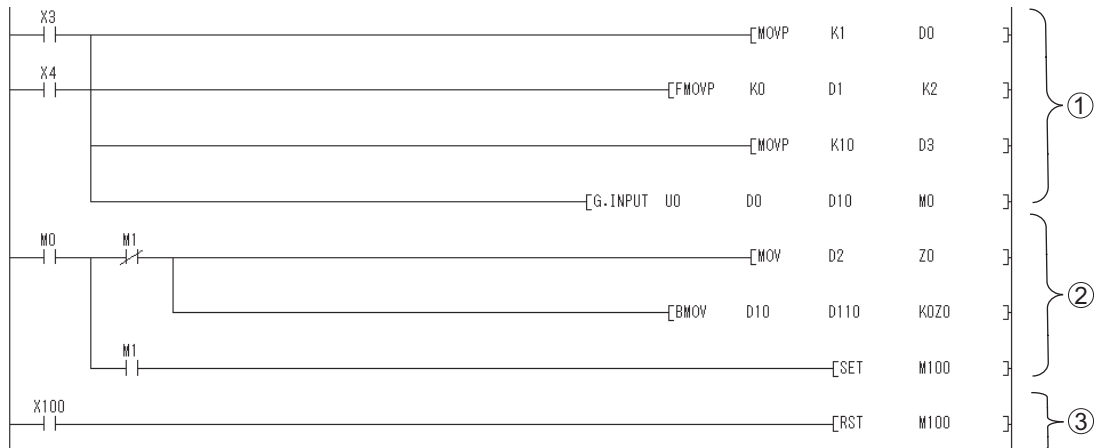 X3
[MOVP K1 D0 ]
X4
[FMOVP K0 D1 K2 ]
[MOVP K10 D3 ]
[G.INPUT U0 D0 D10 M0 ]
①
M0 M1
[MOV D2 Z0 ]
[BMOV D10 D110 K0Z0 ]
②
M1
[SET M100 ]
X100
[RST M100 ]
③